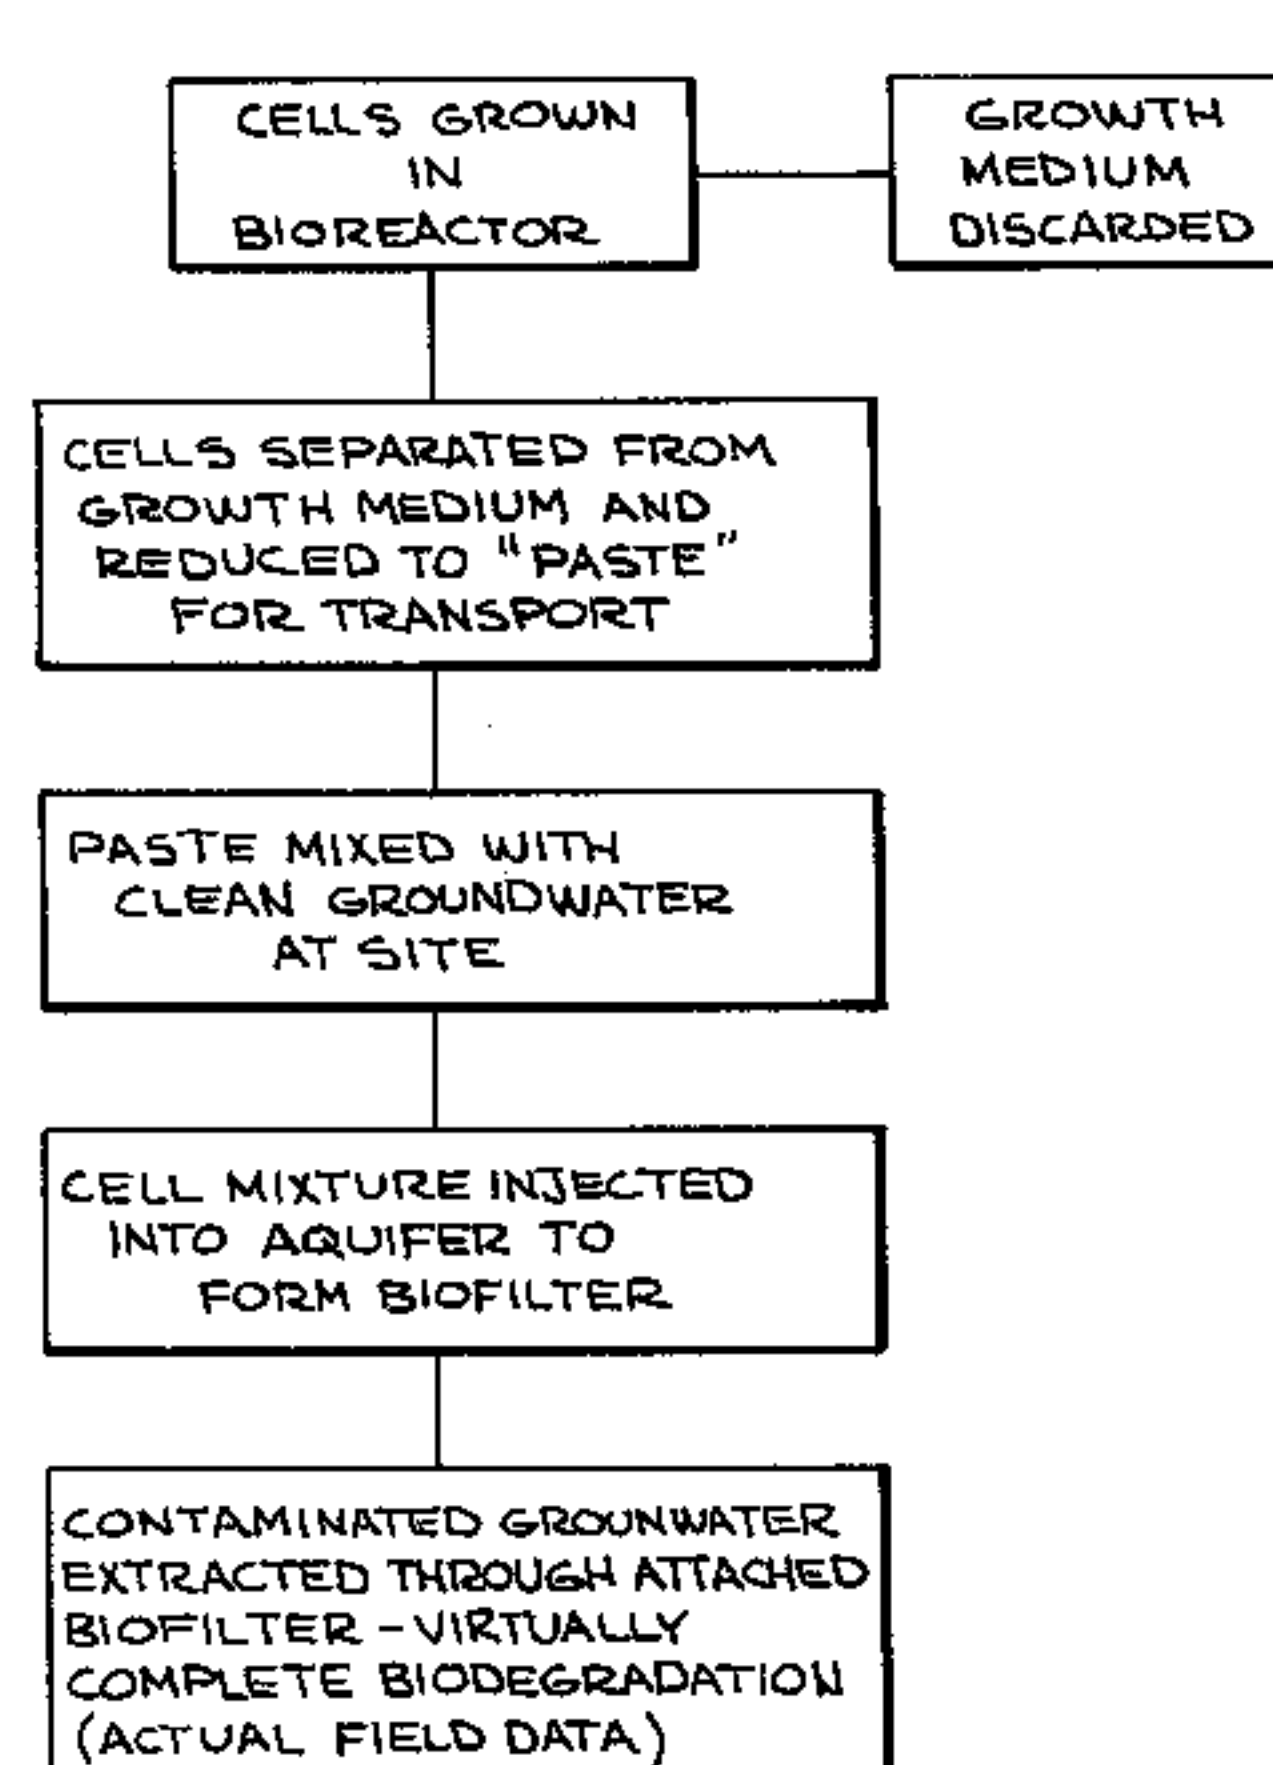 CELLS GROWN
IN
BIOREACTOR
GROWTH
MEDIUM
DISCARDED
CELLS SEPARATED FROM
GROWTH MEDIUM AND
REDUCED TO "PASTE"
FOR TRANSPORT
PASTE MIXED WITH
CLEAN GROUNDWATER
AT SITE
CELL MIXTURE INJECTED
INTO AQUIFER TO
FORM BIOFILTER
CONTAMINATED GROUNWATER
EXTRACTED THROUGH ATTACHED
BIOFILTER - VIRTUALLY
COMPLETE BIODEGRADATION
(ACTUAL FIELD DATA)